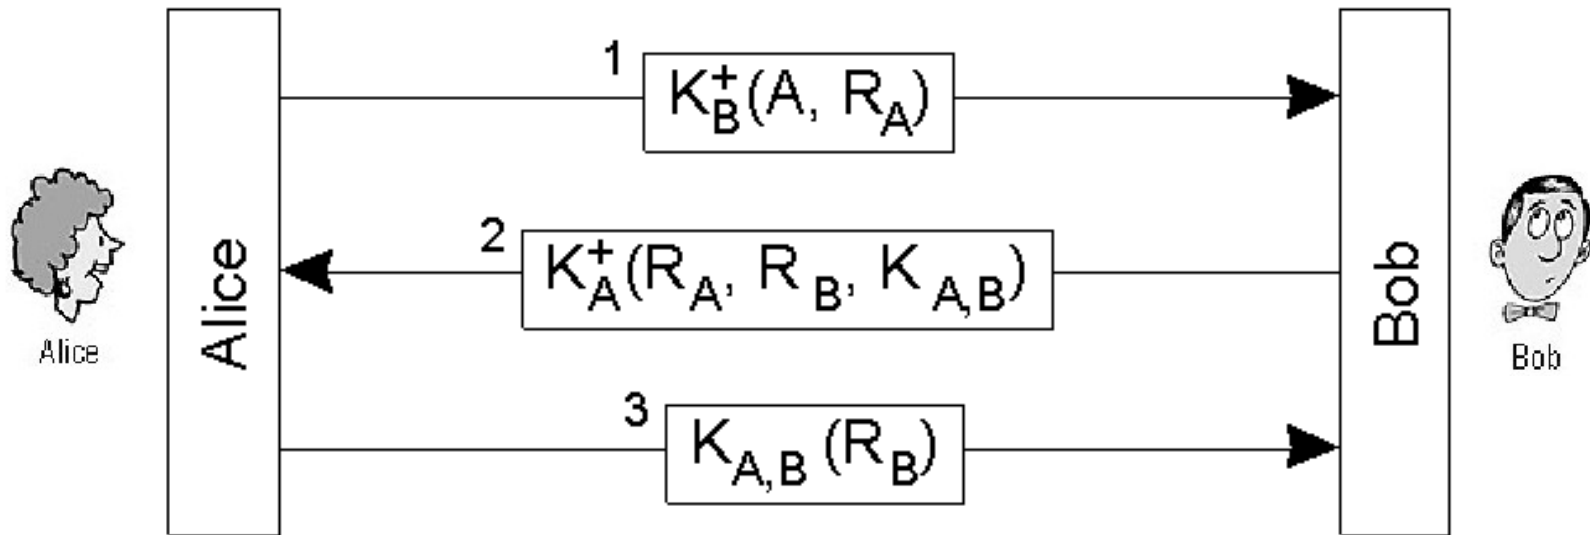 1
K_B^+(A, R_A)
Alice
Alice
2
K_A^+(R_A, R_B, K_A,B)
Bob
Bob
3
K_A,B (R_B)